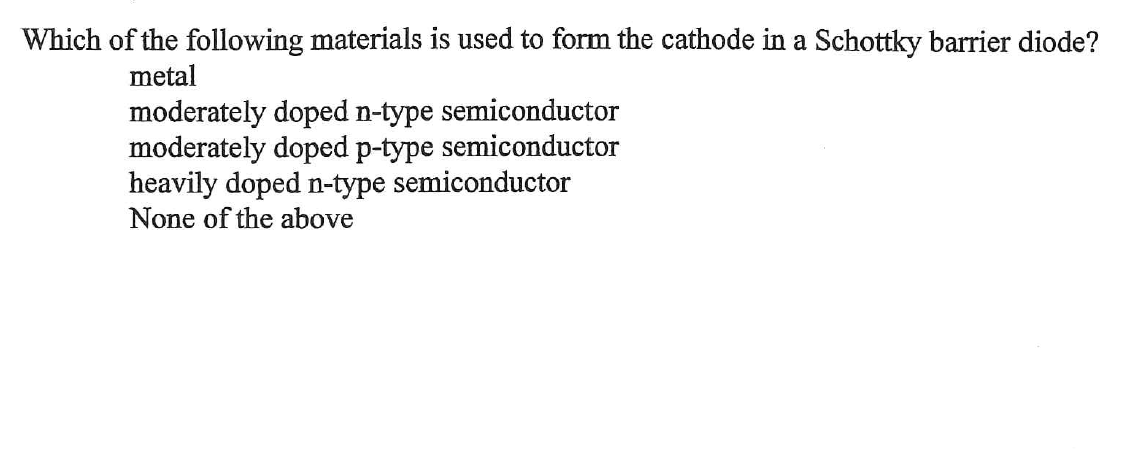 Which of the following materials is used to form the cathode in a Schottky barrier diode?
metal
moderately doped n-type semiconductor
moderately doped p-type semiconductor
heavily doped n-type semiconductor
None of the above